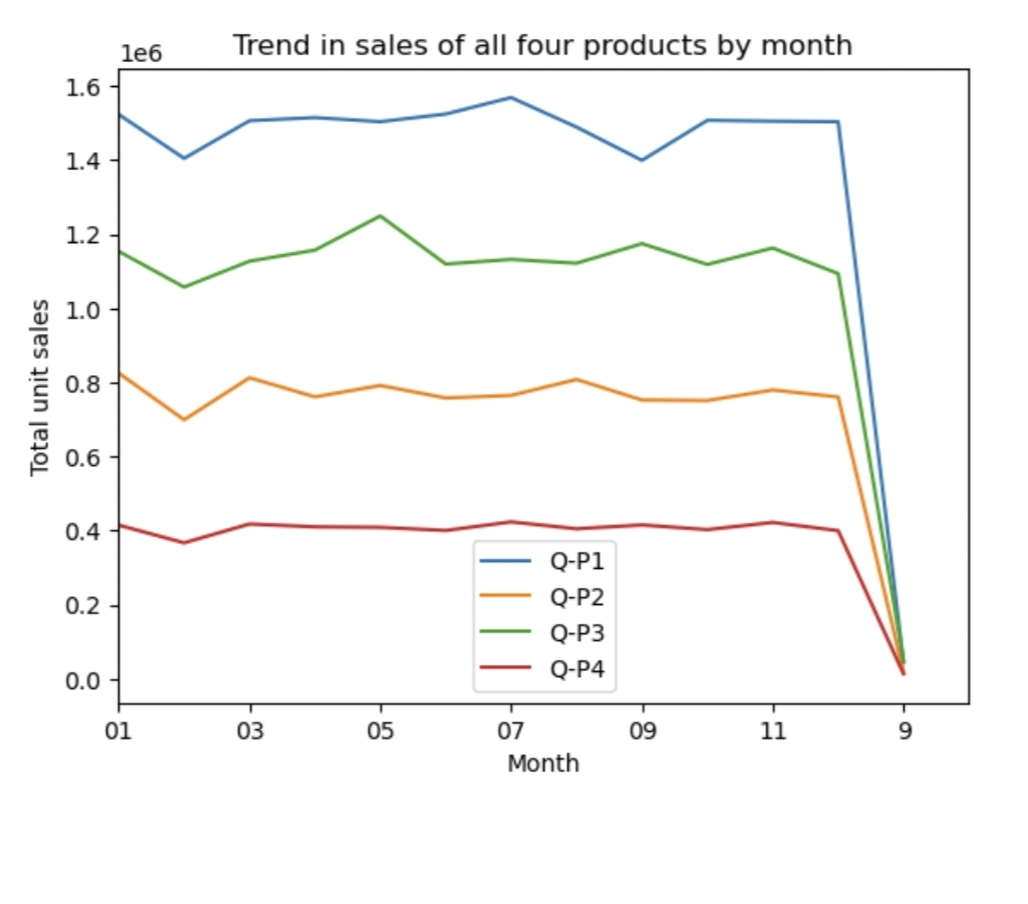 Trend in sales of all four products by month
1e6
1.6
1.4
1.2
1.0
0.8
0.6
0.4
0.2
0.0
Total unit sales
Q-P1
Q-P2
Q-P3
Q-P4
01 03 05 07 09 11 9
Month